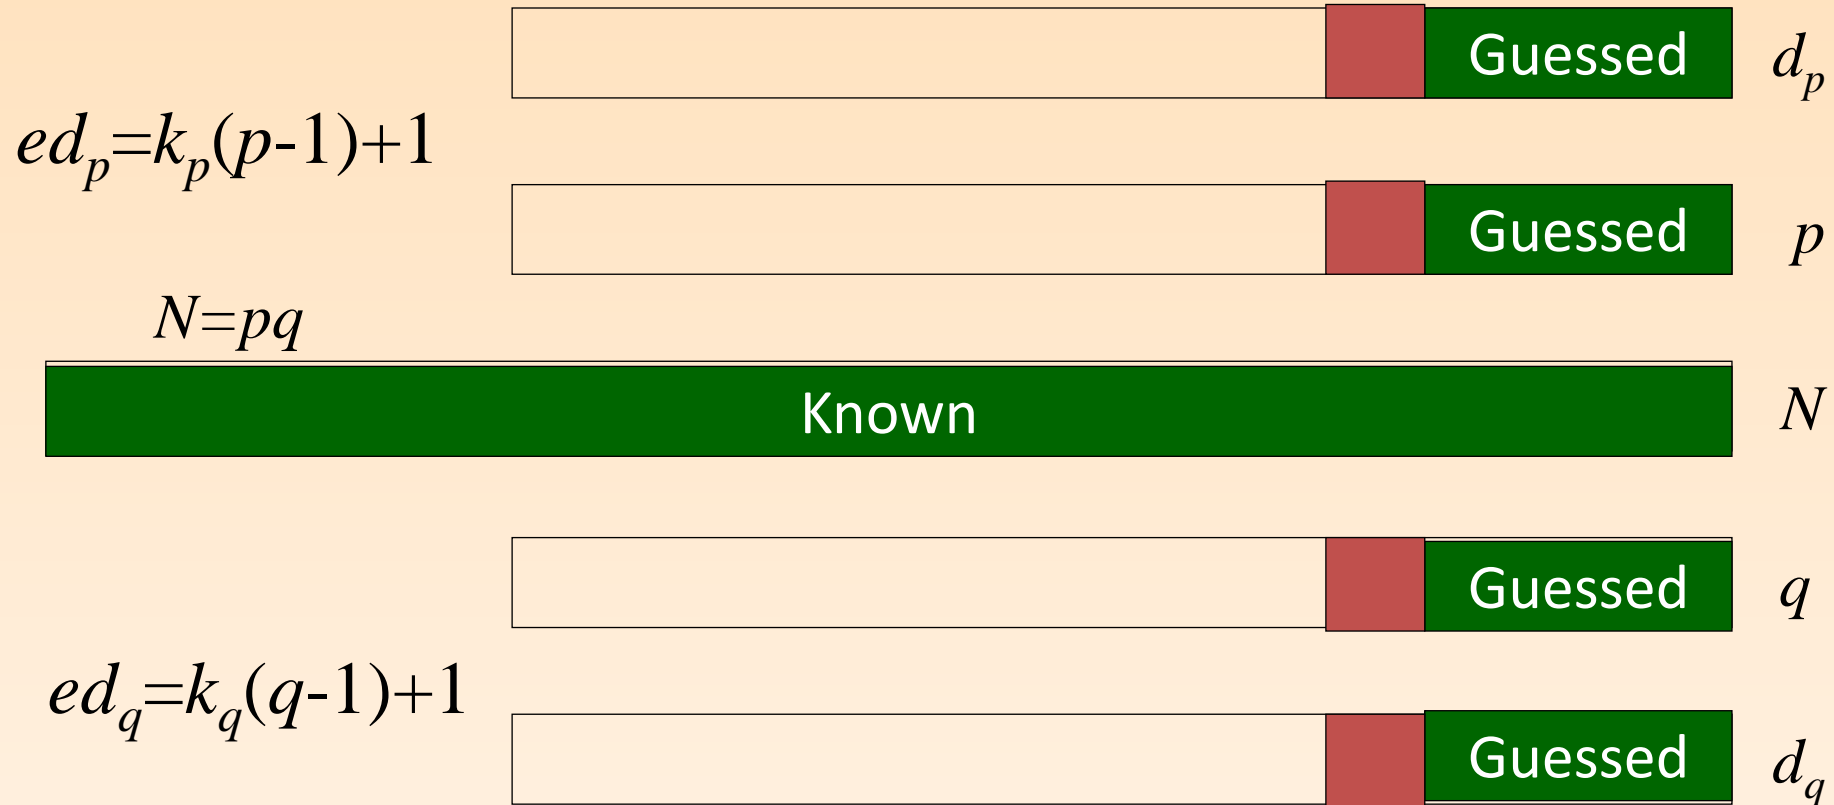 Guessed d_p
ed_p=k_p(p-1)+1
Guessed p
N=pq
Known N
Guessed q
ed_q=k_q(q-1)+1
Guessed d_q